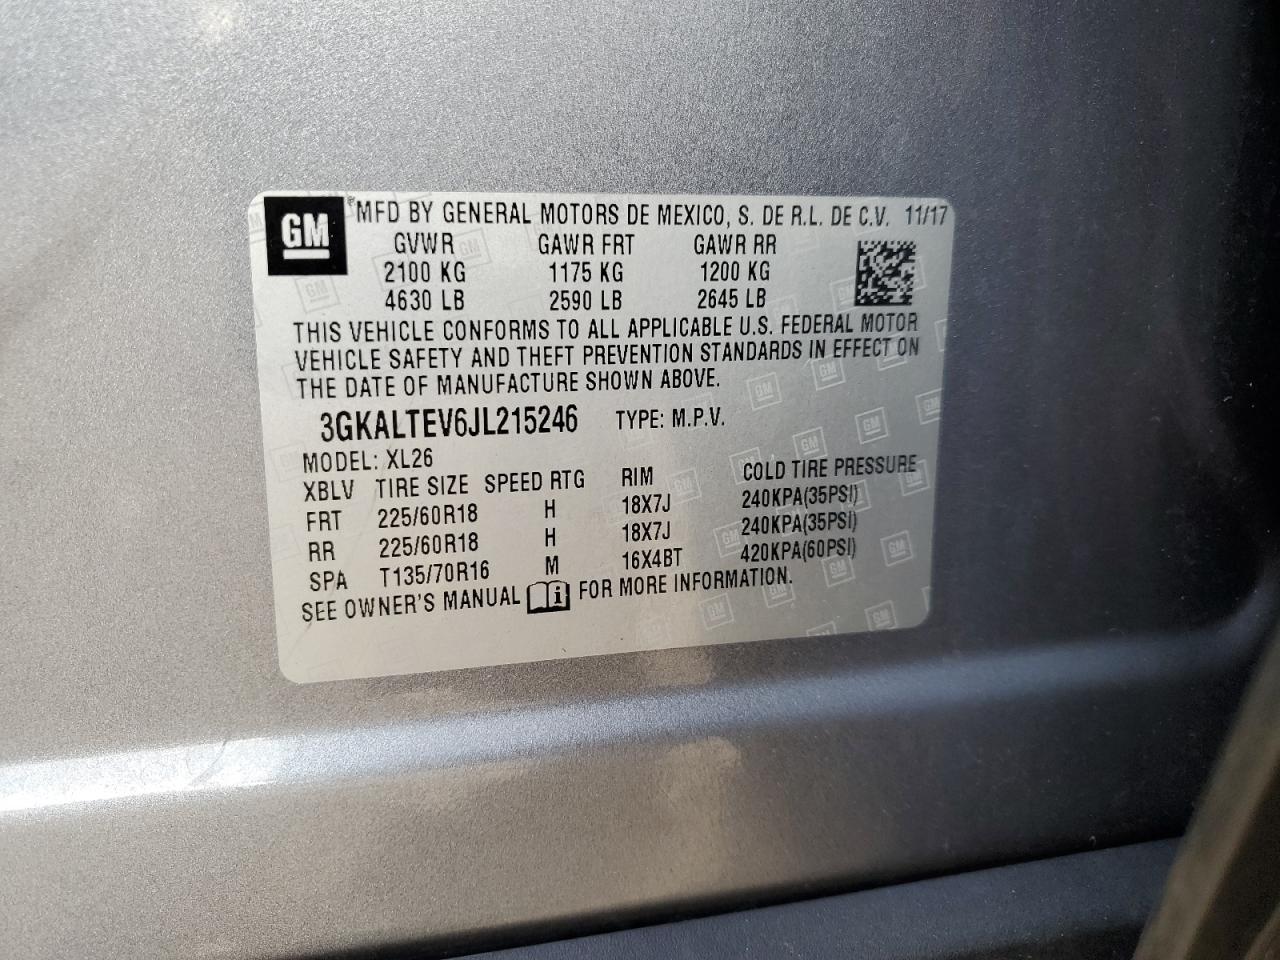 GM
® MFD BY GENERAL MOTORS DE MEXICO, S. DE R.L. DE C.V. 11/17
GVWR GAWR FRT GAWR RR
2100 KG 1175 KG 1200 KG
4630 LB 2590 LB 2645 LB
THIS VEHICLE CONFORMS TO ALL APPLICABLE U.S. FEDERAL MOTOR
VEHICLE SAFETY AND THEFT PREVENTION STANDARDS IN EFFECT ON
THE DATE OF MANUFACTURE SHOWN ABOVE.
3GKALTEV6JL215246 TYPE: M.P.V.
MODEL: XL26
XBLV TIRE SIZE SPEED RTG RIM COLD TIRE PRESSURE
FRT 225/60R18 H 18X7J 240KPA(35PSI)
RR 225/60R18 H 18X7J 240KPA(35PSI)
SPA T135/70R16 M 16X4BT 420KPA(60PSI)
SEE OWNER'S MANUAL i FOR MORE INFORMATION.